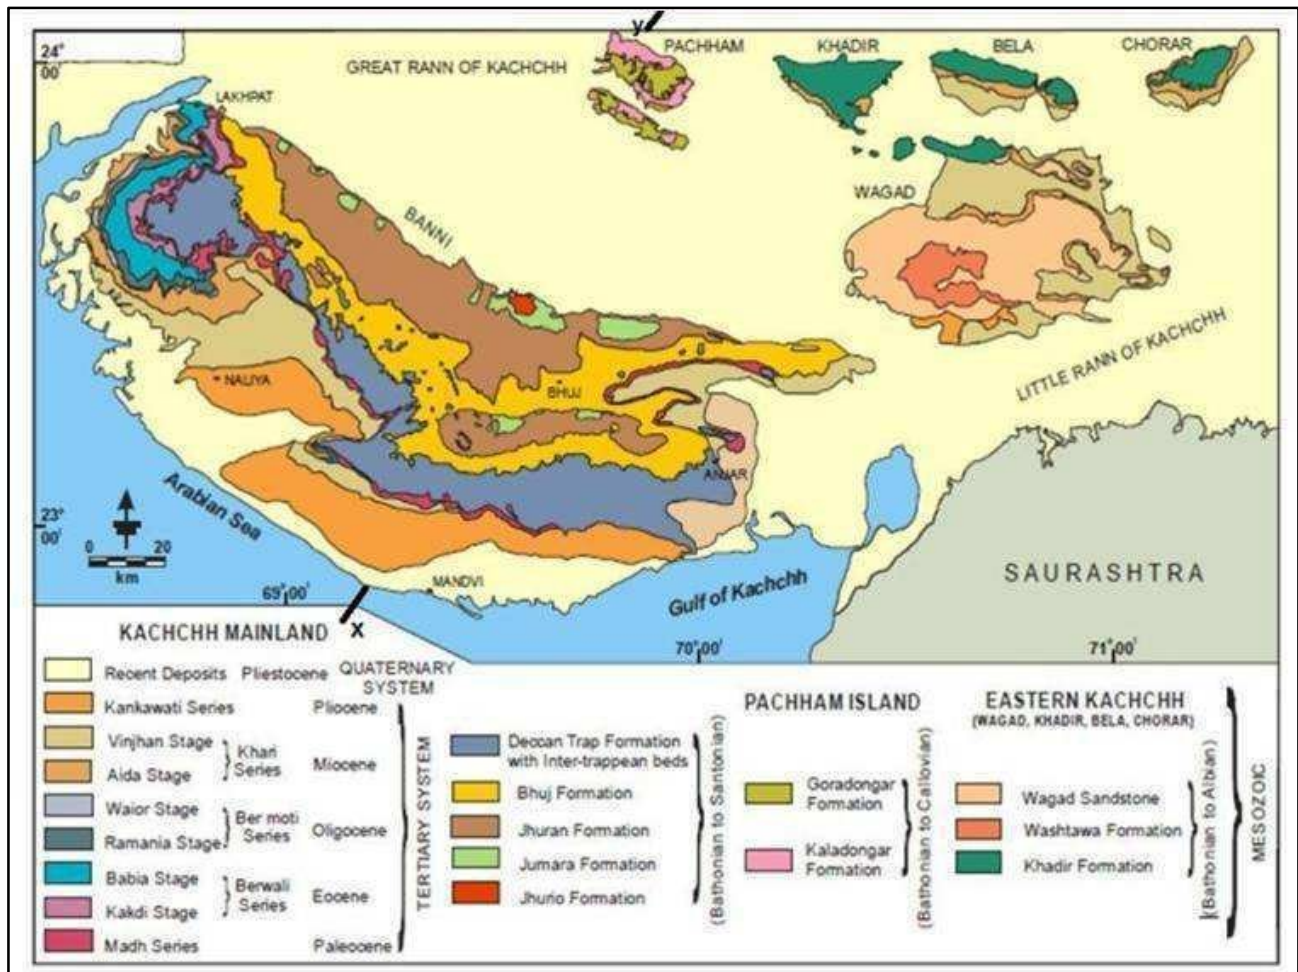 y
PACHHAM
KHADIR
BELA
CHORAR
24°
00'
GREAT RANN OF KACHCHH
LAKHPAT
WAGAD
BANNI
LITTLE RANN OF KACHCHH
NALIYA
BHUJ
ANJAR
Arabian Sea
23°
00'
0 20
km
SAURASHTRA
MANDVI
Gulf of Kachchh
69°00'
x
70°00'
71°00'
KACHCHH MAINLAND
Recent Deposits Pliestocene QUATERNARY
SYSTEM
Kankawati Series Pliocene
Vinjhan Stage
Khari
Series
Miocene
Aida Stage
Waior Stage
Ber moti
Series
Oligocene
Ramania Stage
Babia Stage
Berwali
Series
Eocene
Kakdi Stage
Madh Series Paleocene
TERTIARY SYSTEM
Deccan Trap Formation
with Inter-trappean beds
Bhuj Formation
Jhuran Formation
Jumara Formation
Jhurio Formation
(Bathonian to Santonian)
PACHHAM ISLAND
Goradongar
Formation
Kaladongar
Formation
(Bathonian to Callovian)
EASTERN KACHCHH
(WAGAD, KHADIR, BELA, CHORAR)
Wagad Sandstone
Washtawa Formation
Khadir Formation
(Bathonian to Albian)
MESOZOIC